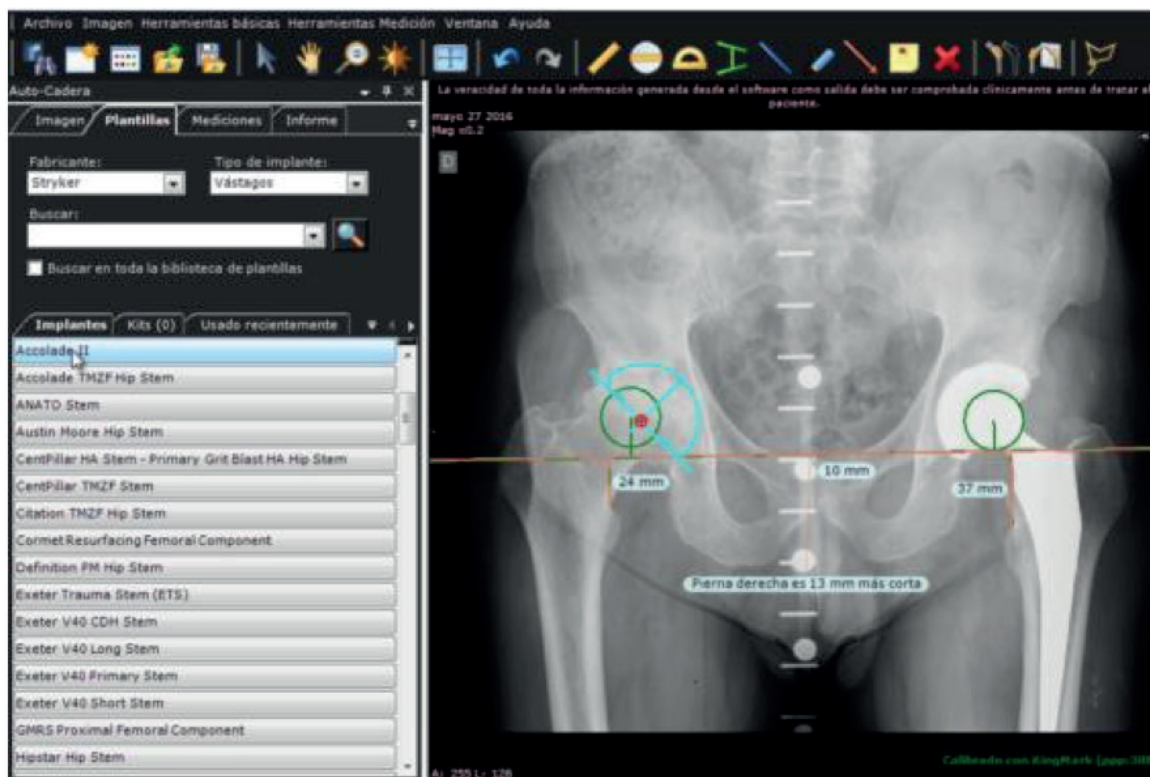 Archivo Imagen Herramientas básicas Herramientas Medición Ventana Ayuda
Auto-Cadera
Imagen Plantillas Mediciones Informe
Fabricante: Tipo de implante:
Stryker Vástagos
Buscar:
Buscar en toda la biblioteca de plantillas
Implantes Kits (0) Usado recientemente
Accolade II
Accolade TMZF Hip Stem
ANATO Stem
Austin Moore Hip Stem
CentPillar HA Stem - Primary Grit Blast HA Hip Stem
CentPillar TMZF Stem
Citation TMZF Hip Stem
Cormet Resurfacing Femoral Component
Definition PM Hip Stem
Exeter Trauma Stem (ETS)
Exeter V40 CDH Stem
Exeter V40 Long Stem
Exeter V40 Primary Stem
Exeter V40 Short Stem
GMRS Proximal Femoral Component
Hipstar Hip Stem
La veracidad de toda la información generada desde el software como salida debe ser comprobada clínicamente antes de tratar al
paciente.
mayo 27 2016
Mag
D
24 mm
10 mm
37 mm
Pierna derecha es 13 mm más corta
Calibrado con KingMark
A: 255 L: 128